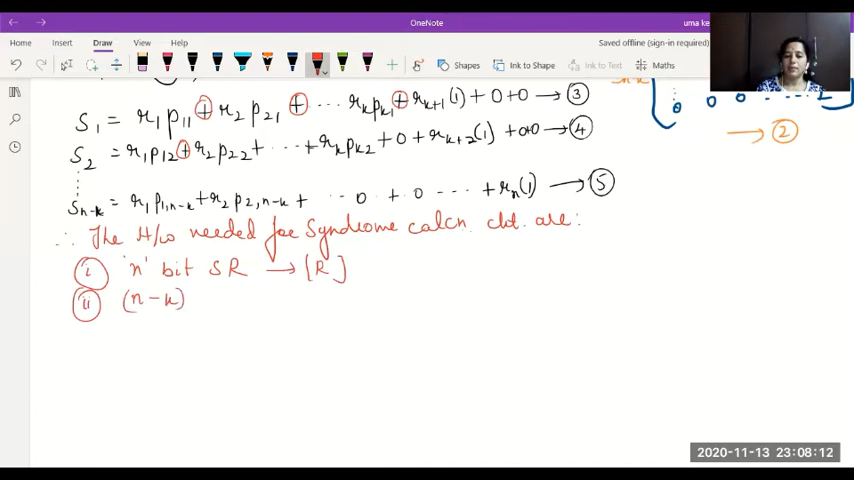 OneNote
uma ke
Home Insert Draw View Help
Saved offline (sign-in required)
Shapes Ink to Shape Ink to Text Maths
S₁ = r₁p₁₁ + r₂p₂₁ + ... rₖpₖ₁ + rₖ₊₁(1) + 0+0 → ③
0 0 0 ...
S₂ = r₁p₁₂ + r₂p₂₂ + ... + rₖpₖ₂ + 0 + rₖ₊₂(1) + 0+0 → ④
→ ②
Sₙ₋ₖ = r₁p₁,ₙ₋ₖ + r₂p₂,ₙ₋ₖ + ... 0 + 0 ... + rₙ(1) → ⑤
∴ The H/w needed for Syndrome calcn. ckt. are:
(i) 'n' bit SR → [R]
(ii) (n-k)
2020-11-13 23:08:12